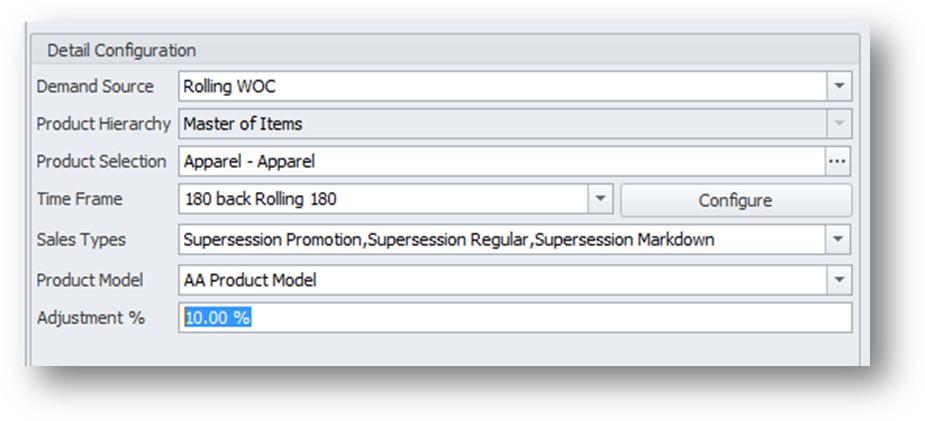 Detail Configuration
Demand Source Rolling WOC
Product Hierarchy Master of Items
Product Selection Apparel - Apparel ...
Time Frame 180 back Rolling 180 Configure
Sales Types Supersession Promotion,Supersession Regular,Supersession Markdown
Product Model AA Product Model
Adjustment % 10.00 %